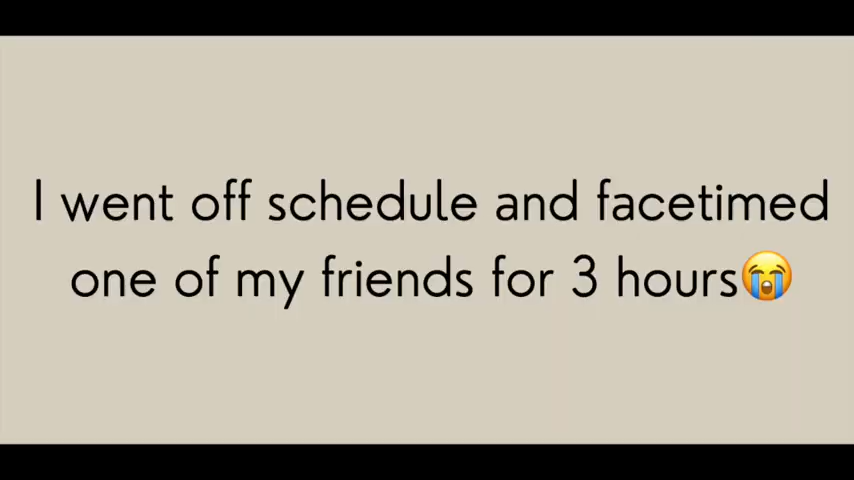 I went off schedule and facetimed
one of my friends for 3 hours😭